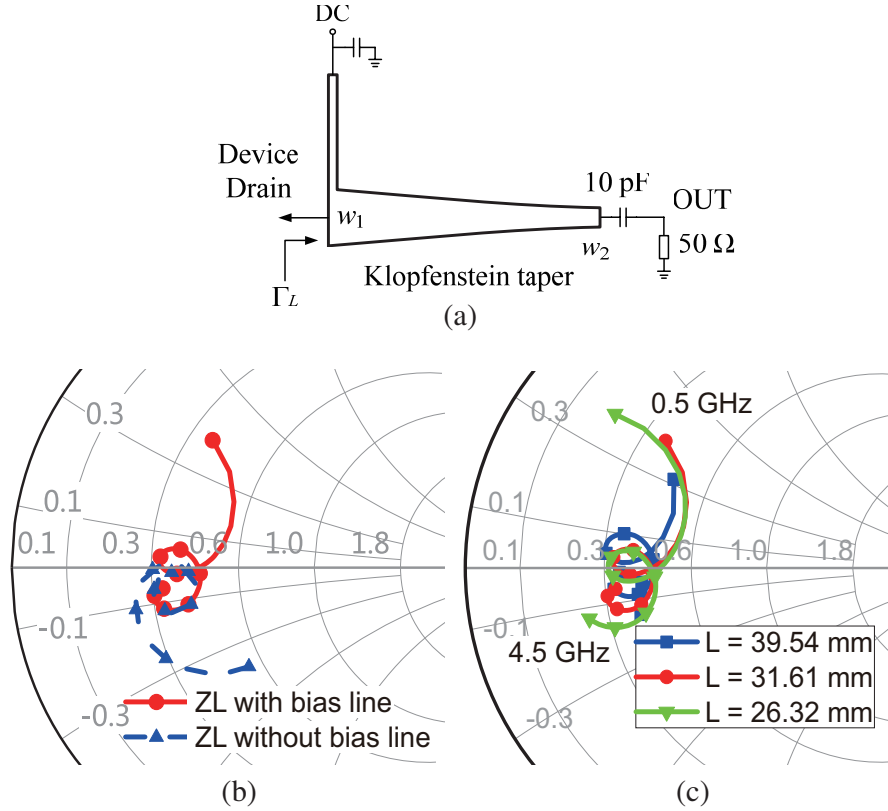 DC
Device
Drain
w1
10 pF
OUT
50 Ω
w2
ΓL
Klopfenstein taper
(a)
0.3
0.1
0.1 0.3 0.6 1.0 1.8
-0.1
-0.3
ZL with bias line
ZL without bias line
(b)
0.5 GHz
0.3
0.1
0.1 0.3 0.6 1.0 1.8
-0.1
4.5 GHz
-0.3
L = 39.54 mm
L = 31.61 mm
L = 26.32 mm
(c)